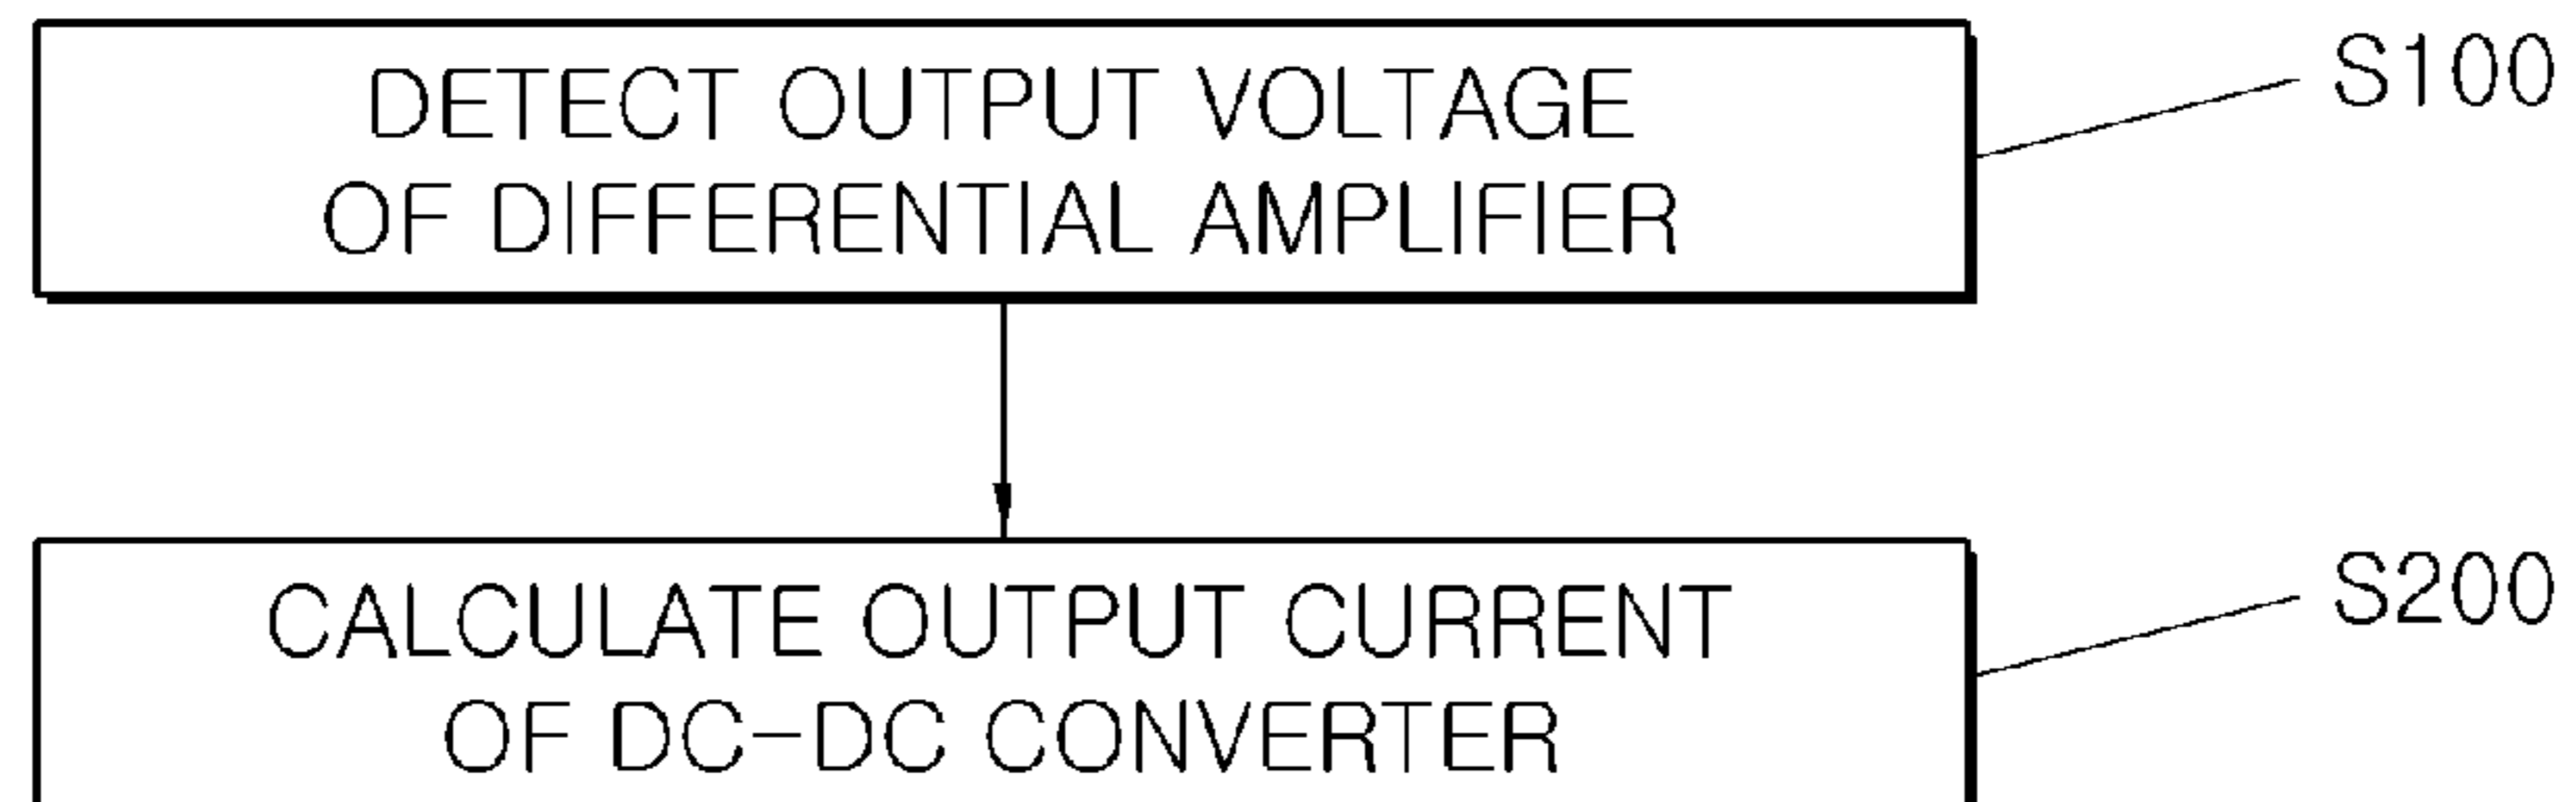 DETECT OUTPUT VOLTAGE
OF DIFFERENTIAL AMPLIFIER
S100
CALCULATE OUTPUT CURRENT
OF DC-DC CONVERTER
S200